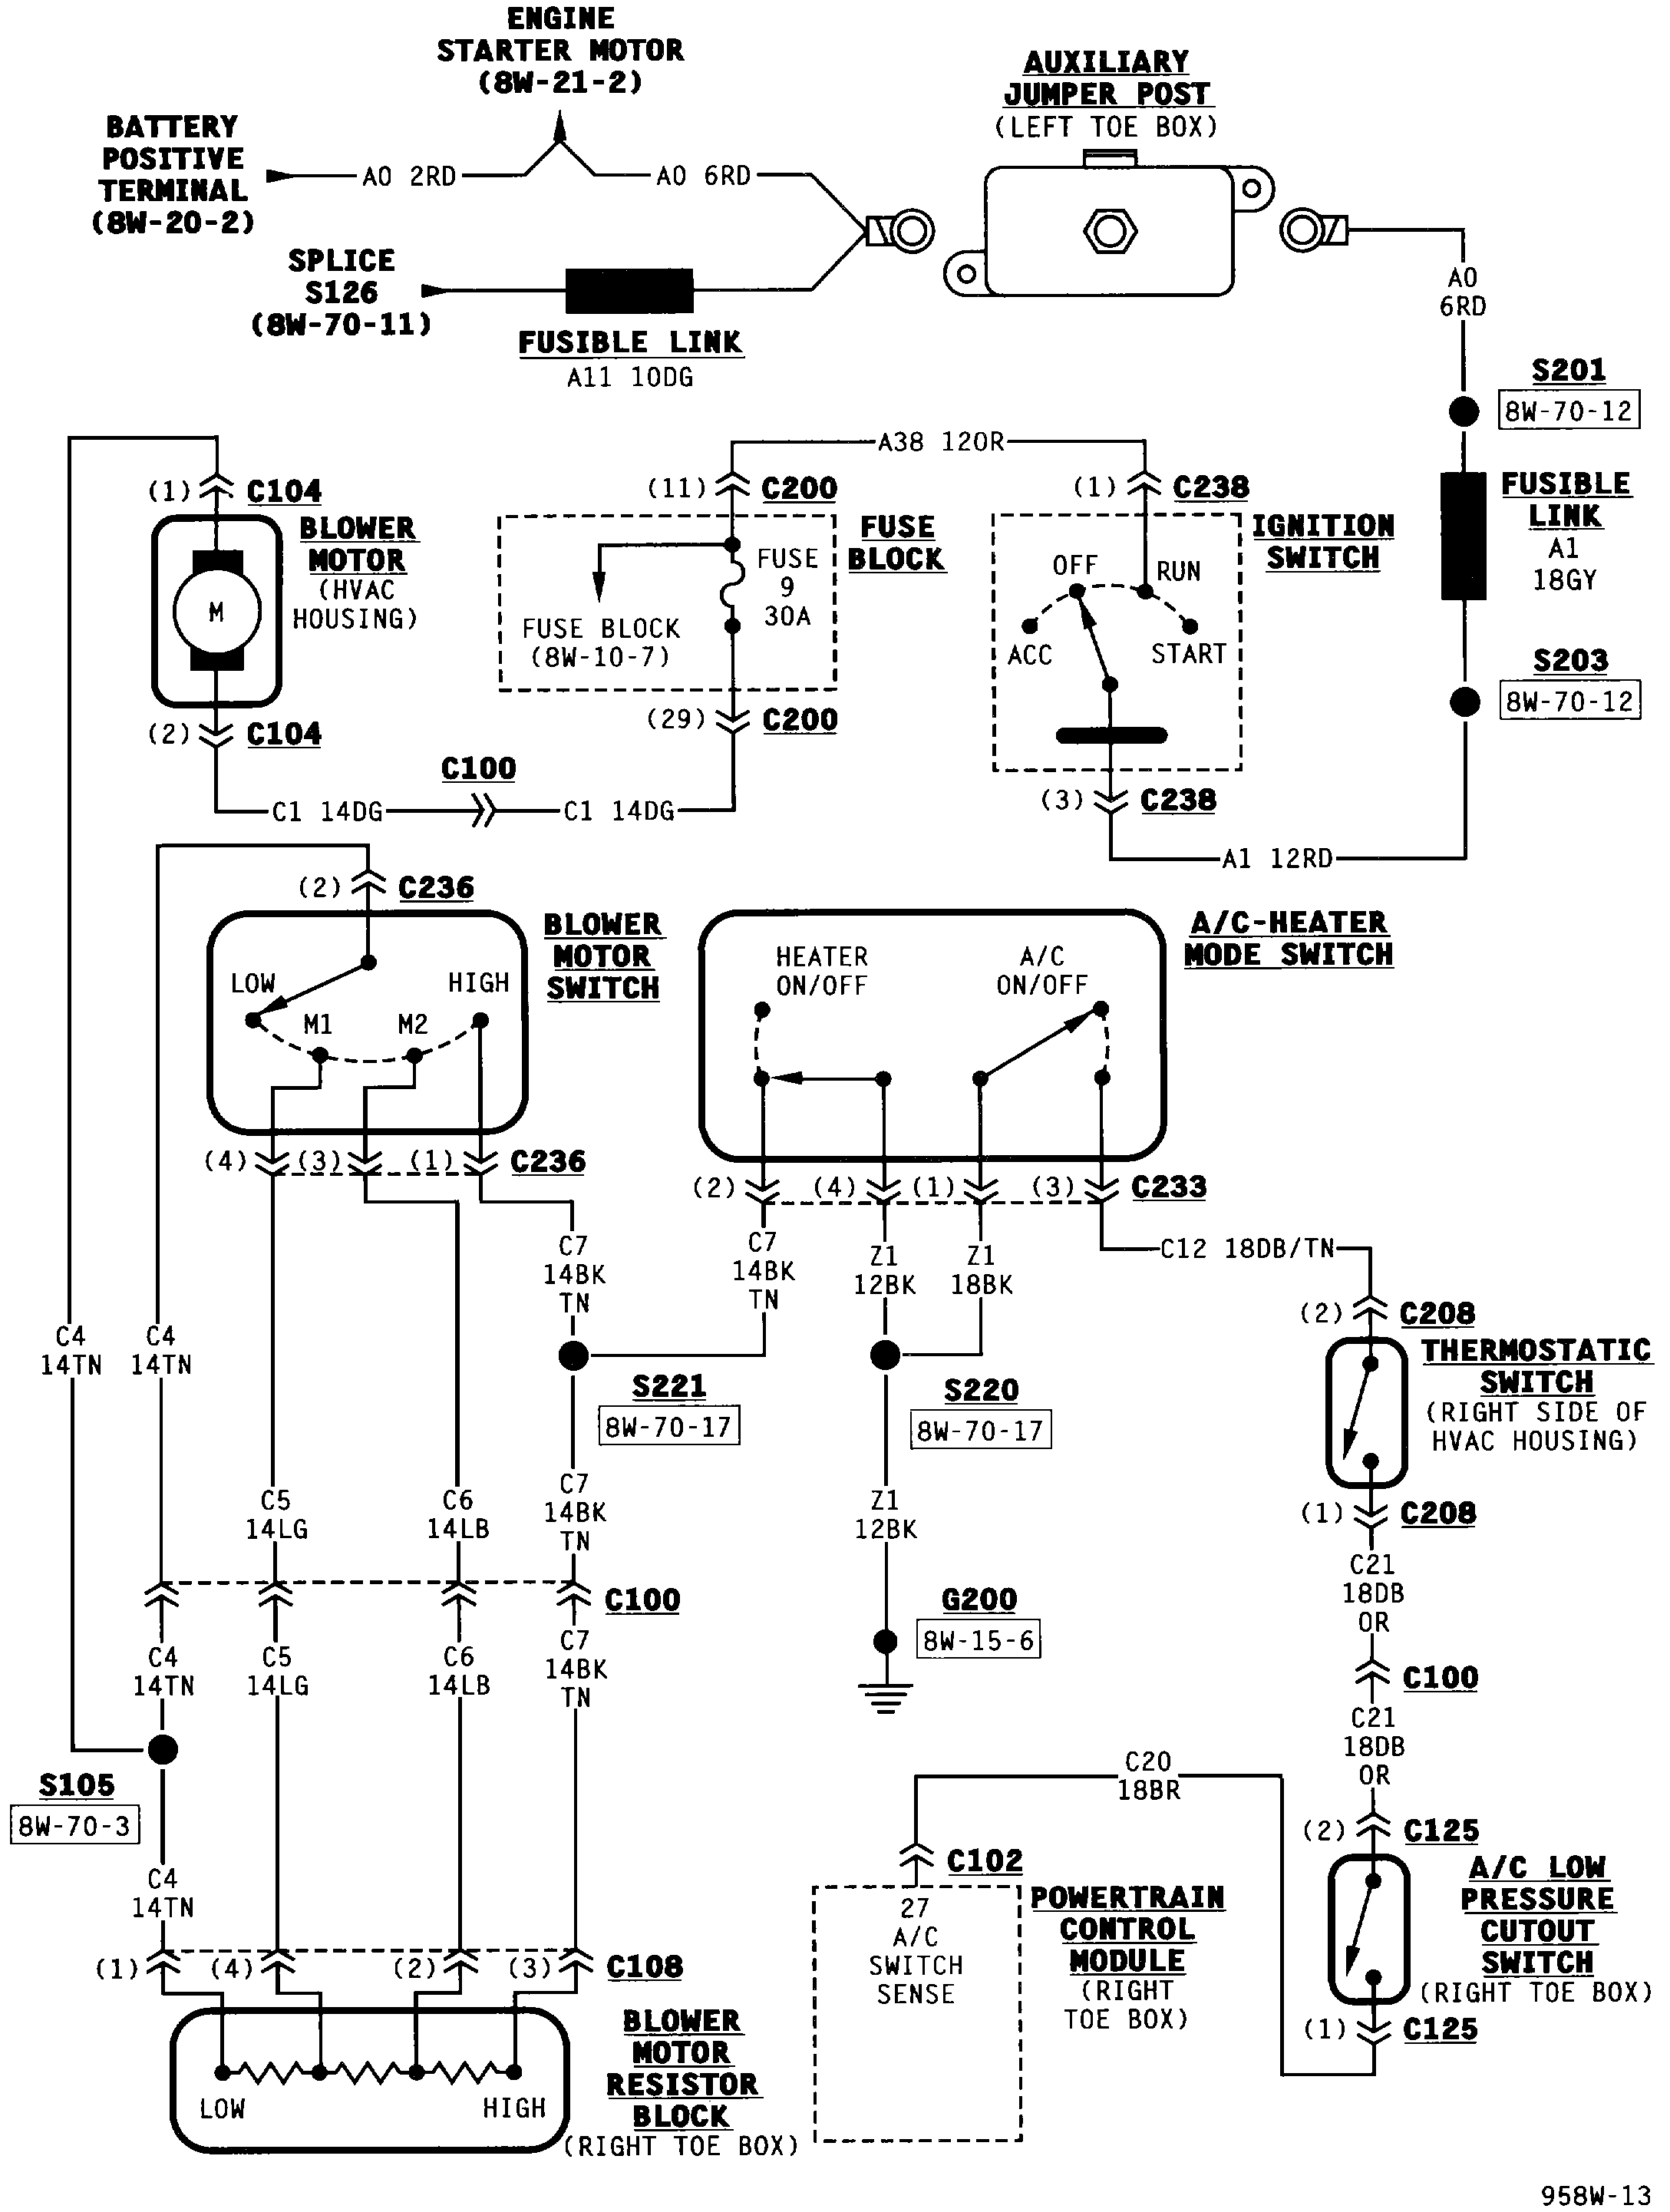 ENGINE
STARTER MOTOR
(8W-21-2)
AUXILIARY
JUMPER POST
(LEFT TOE BOX)
BATTERY
POSITIVE
TERMINAL
(8W-20-2)
A0 2RD
A0 6RD
SPLICE
S126
(8W-70-11)
FUSIBLE LINK
A11 10DG
A0
6RD
S201
8W-70-12
FUSIBLE
LINK
A1
18GY
S203
8W-70-12
A38 12OR
(1) C104
BLOWER
MOTOR
(HVAC
HOUSING)
M
(2) C104
(11) C200
FUSE
BLOCK
FUSE
9
30A
FUSE BLOCK
(8W-10-7)
(29) C200
(1) C238
IGNITION
SWITCH
OFF
RUN
ACC
START
(3) C238
C100
C1 14DG
C1 14DG
A1 12RD
(2) C236
BLOWER
MOTOR
SWITCH
LOW
HIGH
M1
M2
(4) (3) (1) C236
A/C-HEATER
MODE SWITCH
HEATER
ON/OFF
A/C
ON/OFF
(2) (4) (1) (3) C233
C7
14BK
TN
C7
14BK
TN
Z1
12BK
Z1
18BK
C12 18DB/TN
(2) C208
THERMOSTATIC
SWITCH
(RIGHT SIDE OF
HVAC HOUSING)
(1) C208
C4
14TN
C4
14TN
S221
8W-70-17
S220
8W-70-17
C5
14LG
C6
14LB
C7
14BK
TN
Z1
12BK
C21
18DB
OR
C100
G200
8W-15-6
C4
14TN
C5
14LG
C6
14LB
C7
14BK
TN
C100
C21
18DB
OR
S105
8W-70-3
C20
18BR
(2) C125
A/C LOW
PRESSURE
CUTOUT
SWITCH
(RIGHT TOE BOX)
(1) C125
C102
27
A/C
SWITCH
SENSE
POWERTRAIN
CONTROL
MODULE
(RIGHT
TOE BOX)
C4
14TN
(1) (4) (2) (3) C108
BLOWER
MOTOR
RESISTOR
BLOCK
(RIGHT TOE BOX)
LOW
HIGH
958W-13